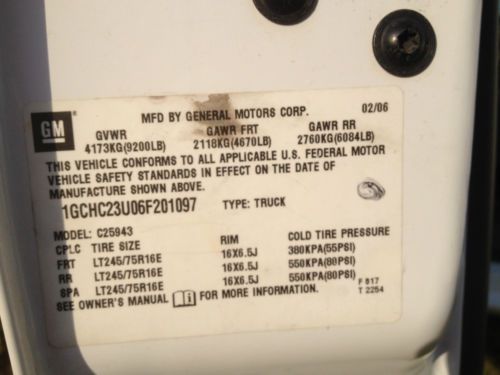 MFD BY GENERAL MOTORS CORP. 02/06
GM
GVWR GAWR FRT GAWR RR
4173KG(9200LB) 2118KG(4670LB) 2760KG(6084LB)
THIS VEHICLE CONFORMS TO ALL APPLICABLE U.S. FEDERAL MOTOR
VEHICLE SAFETY STANDARDS IN EFFECT ON THE DATE OF
MANUFACTURE SHOWN ABOVE.
1GCHC23U06F201097 TYPE: TRUCK
MODEL: C25943
CPLC TIRE SIZE RIM COLD TIRE PRESSURE
FRT LT245/75R16E 16X6.5J 380KPA(55PSI)
RR LT245/75R16E 16X6.5J 550KPA(80PSI)
SPA LT245/75R16E 16X6.5J 550KPA(80PSI)
SEE OWNER'S MANUAL FOR MORE INFORMATION.
F 817
T 2254